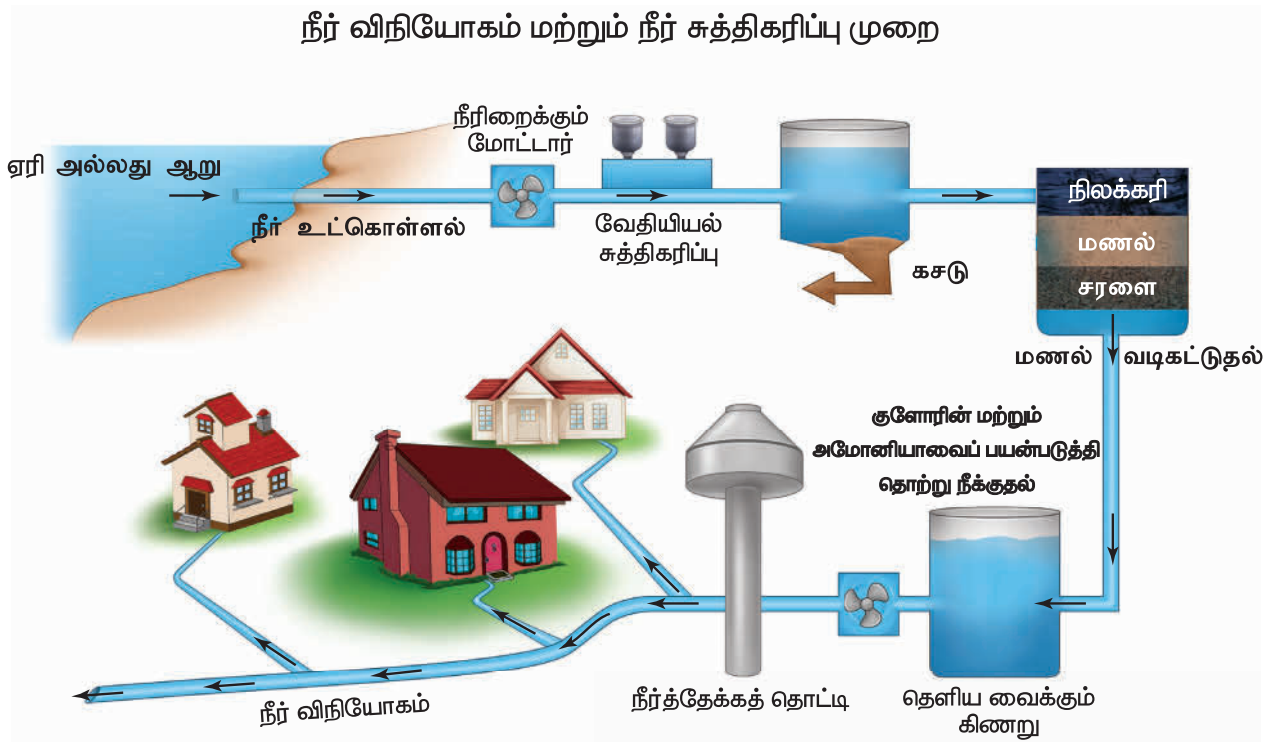 நீர் விநியோகம் மற்றும் நீர் சுத்திகரிப்பு முறை
ஏரி அல்லது ஆறு
நீர் உட்கொள்ளல்
நீரிறைக்கும்
மோட்டார்
வேதியியல்
சுத்திகரிப்பு
கசடு
நிலக்கரி
மணல்
சரளை
மணல் வடிகட்டுதல்
குளோரின் மற்றும்
அமோனியாவைப் பயன்படுத்தி
தொற்று நீக்குதல்
தெளிய வைக்கும்
கிணறு
நீர்த்தேக்கத் தொட்டி
நீர் விநியோகம்